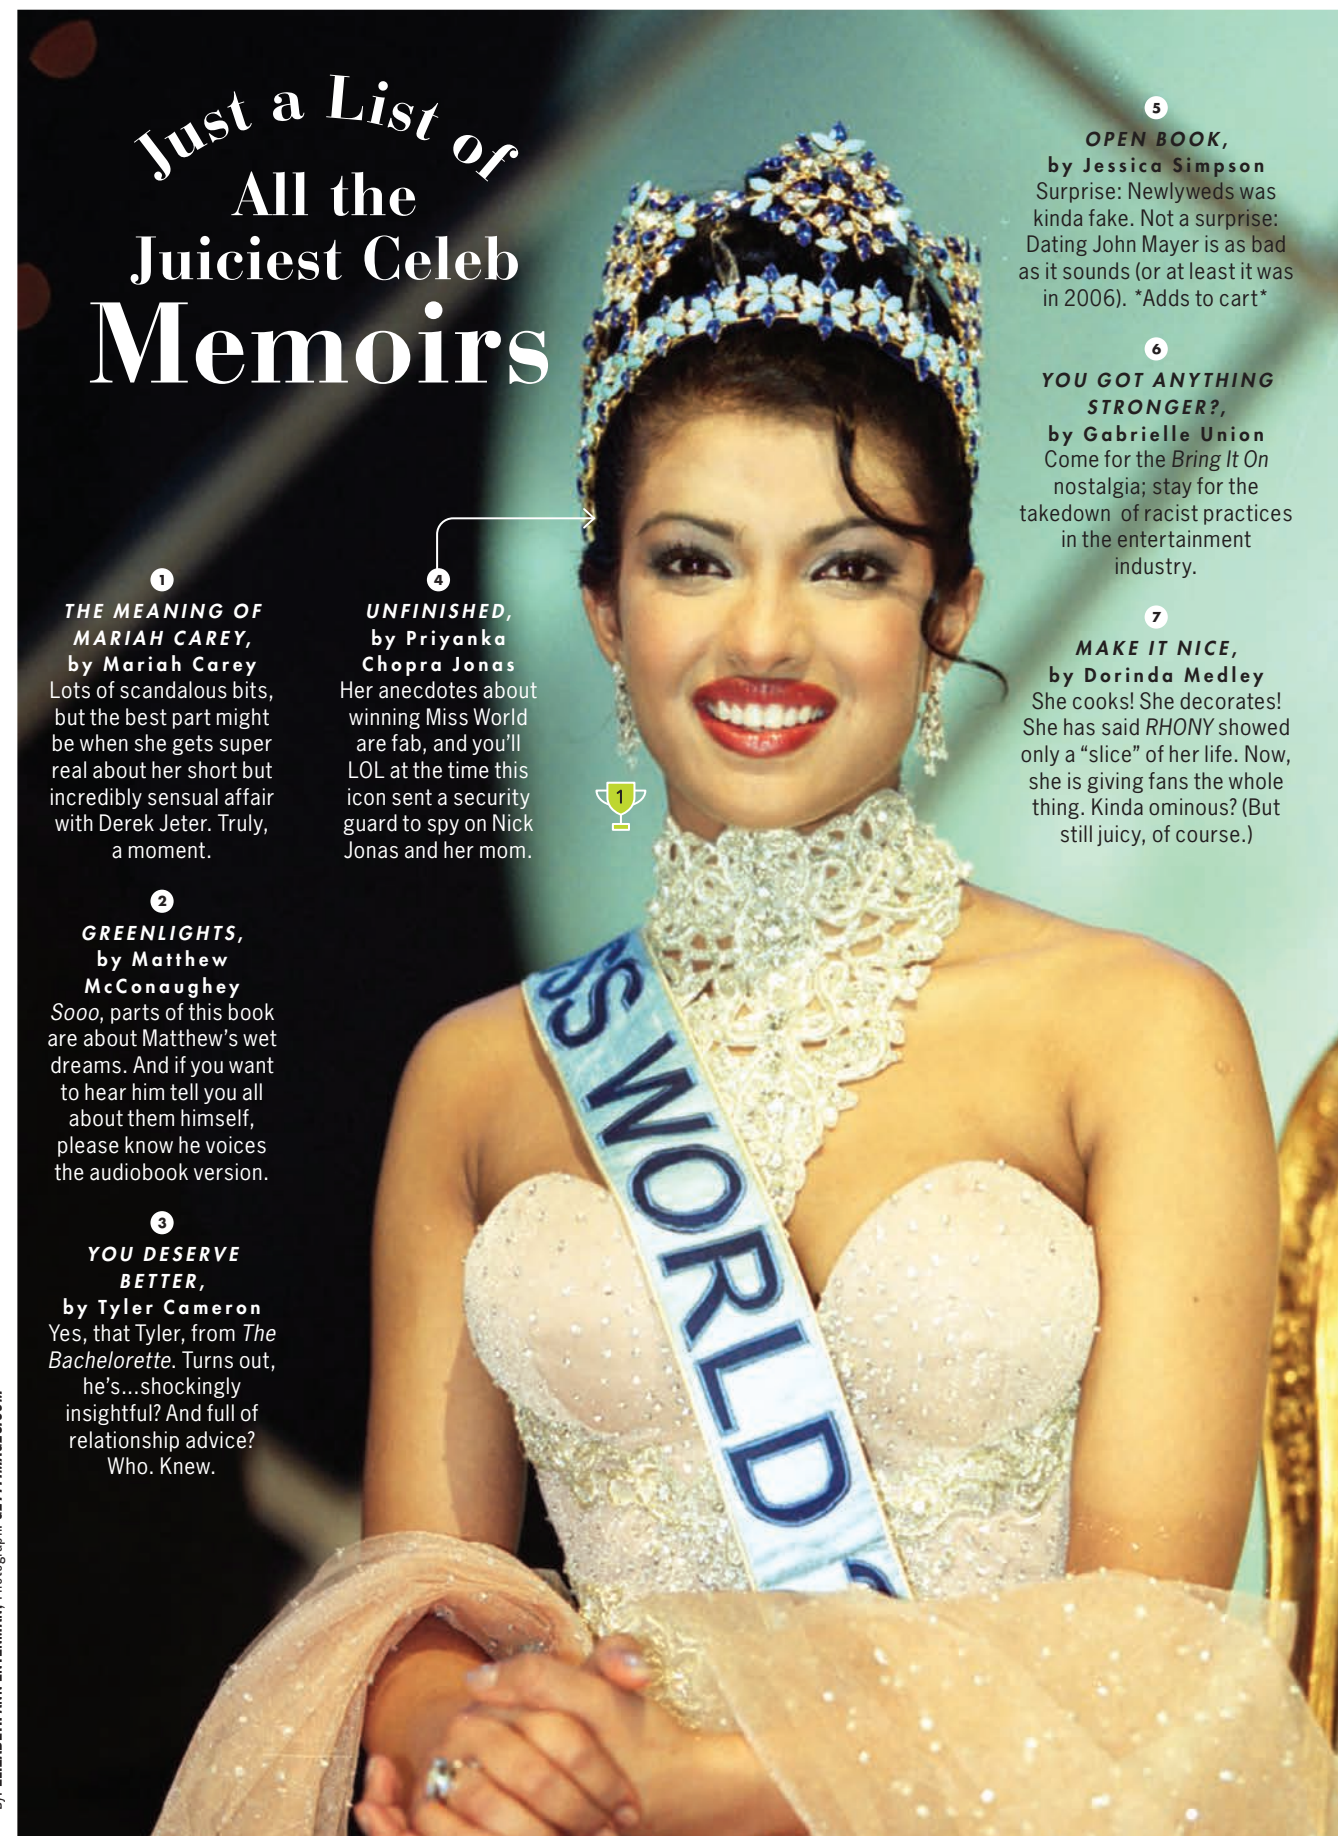 Just a List of
All the
Juiciest Celeb
Memoirs
1
THE MEANING OF
MARIAH CAREY,
by Mariah Carey
Lots of scandalous bits,
but the best part might
be when she gets super
real about her short but
incredibly sensual affair
with Derek Jeter. Truly,
a moment.
2
GREENLIGHTS,
by Matthew
McConaughey
Sooo, parts of this book
are about Matthew's wet
dreams. And if you want
to hear him tell you all
about them himself,
please know he voices
the audiobook version.
3
YOU DESERVE
BETTER,
by Tyler Cameron
Yes, that Tyler, from The
Bachelorette. Turns out,
he's...shockingly
insightful? And full of
relationship advice?
Who. Knew.
4
UNFINISHED,
by Priyanka
Chopra Jonas
Her anecdotes about
winning Miss World
are fab, and you'll
LOL at the time this
icon sent a security
guard to spy on Nick
Jonas and her mom.
1
5
OPEN BOOK,
by Jessica Simpson
Surprise: Newlyweds was
kinda fake. Not a surprise:
Dating John Mayer is as bad
as it sounds (or at least it was
in 2006). *Adds to cart*
6
YOU GOT ANYTHING
STRONGER?,
by Gabrielle Union
Come for the Bring It On
nostalgia; stay for the
takedown of racist practices
in the entertainment
industry.
7
MAKE IT NICE,
by Dorinda Medley
She cooks! She decorates!
She has said RHONY showed
only a "slice" of her life. Now,
she is giving fans the whole
thing. Kinda ominous? (But
still juicy, of course.)
SS WORLD